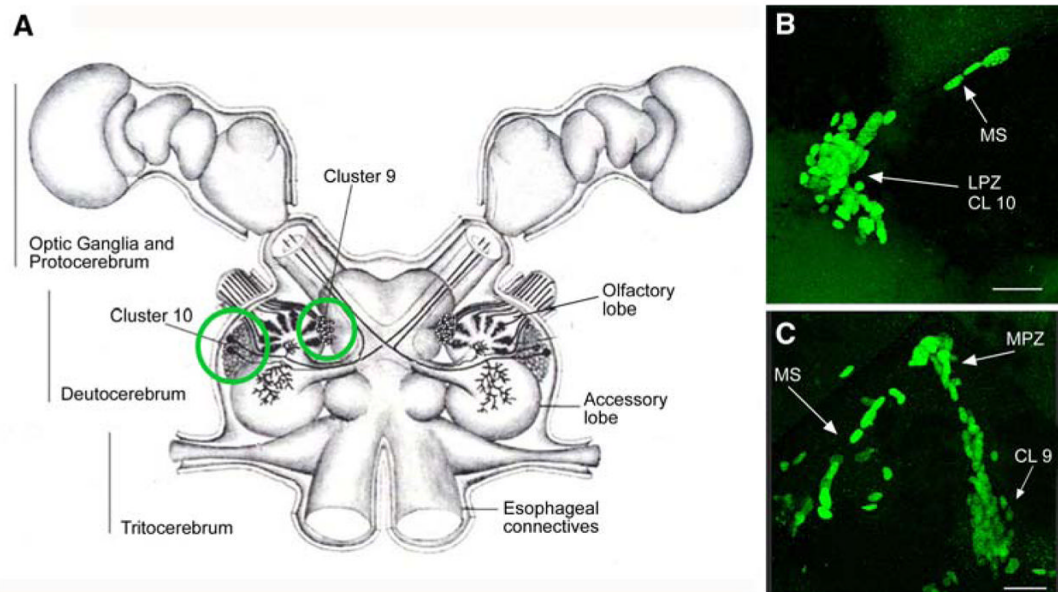 A
Cluster 9
Optic Ganglia and
Protocerebrum
Cluster 10
Olfactory
lobe
Deutocerebrum
Accessory
lobe
Tritocerebrum
Esophageal
connectives
B
MS
LPZ
CL 10
C
MPZ
MS
CL 9